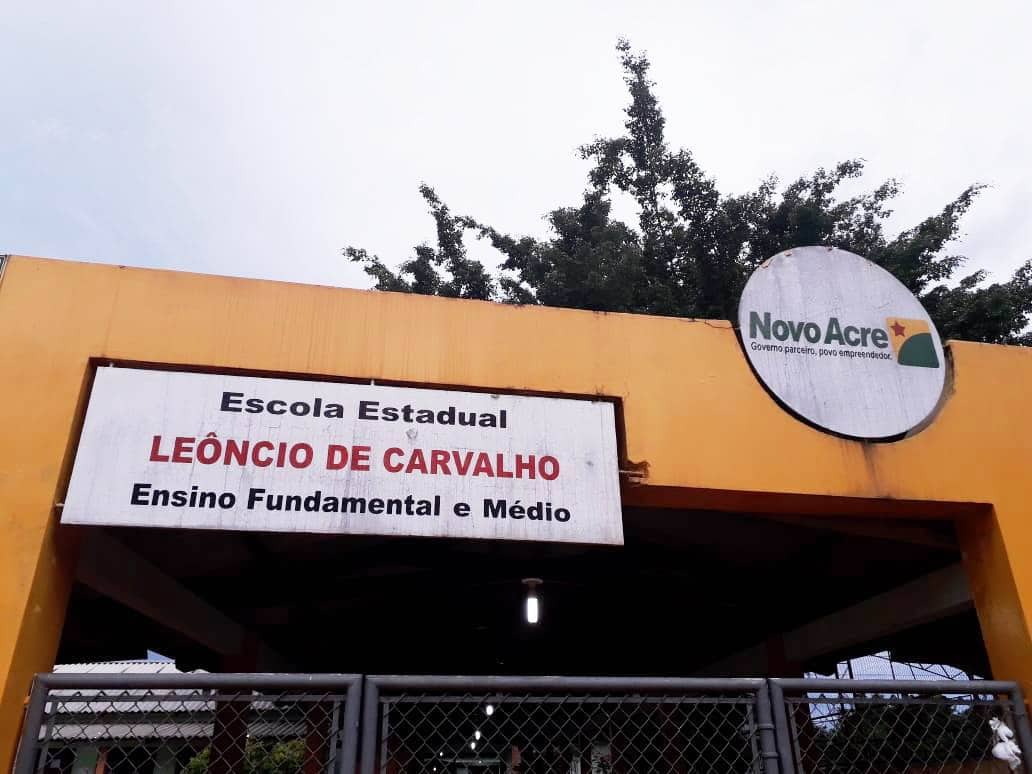 Escola Estadual
LEÔNCIO DE CARVALHO
Ensino Fundamental e Médio
Novo Acre
Governo parceiro, povo empreendedor.